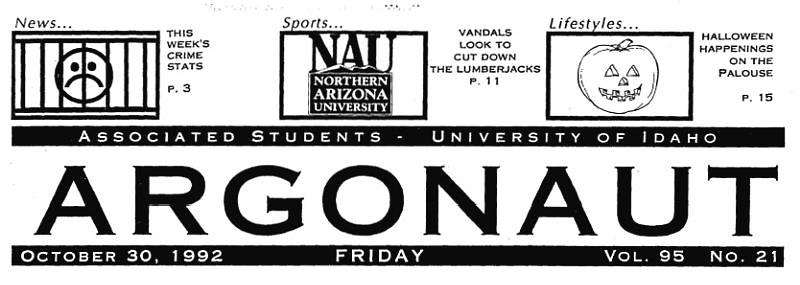 News...
THIS
WEEK'S
CRIME
STATS
P. 3
Sports...
NAU
NORTHERN
ARIZONA
UNIVERSITY
VANDALS
LOOK TO
CUT DOWN
THE LUMBERJACKS
P. 11
Lifestyles...
HALLOWEEN
HAPPENINGS
ON THE
PALOUSE
P. 15
ASSOCIATED STUDENTS - UNIVERSITY OF IDAHO
ARGONAUT
OCTOBER 30, 1992 FRIDAY VOL. 95 NO. 21